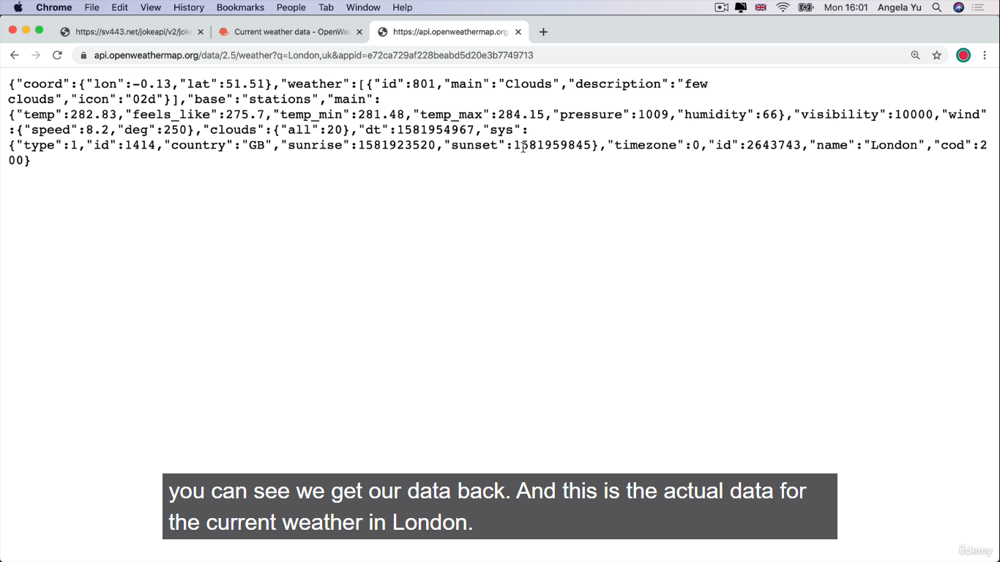 Chrome File Edit View History Bookmarks People Tab Window Help Mon 16:01 Angela Yu
https://sv443.net/jokeapi/v2/jok Current weather data - OpenWea https://api.openweathermap.org
api.openweathermap.org/data/2.5/weather?q=London,uk&appid=e72ca729af228beabd5d20e3b7749713
{"coord":{"lon":-0.13,"lat":51.51},"weather":[{"id":801,"main":"Clouds","description":"few
clouds","icon":"02d"}],"base":"stations","main":
{"temp":282.83,"feels_like":275.7,"temp_min":281.48,"temp_max":284.15,"pressure":1009,"humidity":66},"visibility":10000,"wind"
:{"speed":8.2,"deg":250},"clouds":{"all":20},"dt":1581954967,"sys":
{"type":1,"id":1414,"country":"GB","sunrise":1581923520,"sunset":1581959845},"timezone":0,"id":2643743,"name":"London","cod":2
00}
you can see we get our data back. And this is the actual data for
the current weather in London.
ûdemy